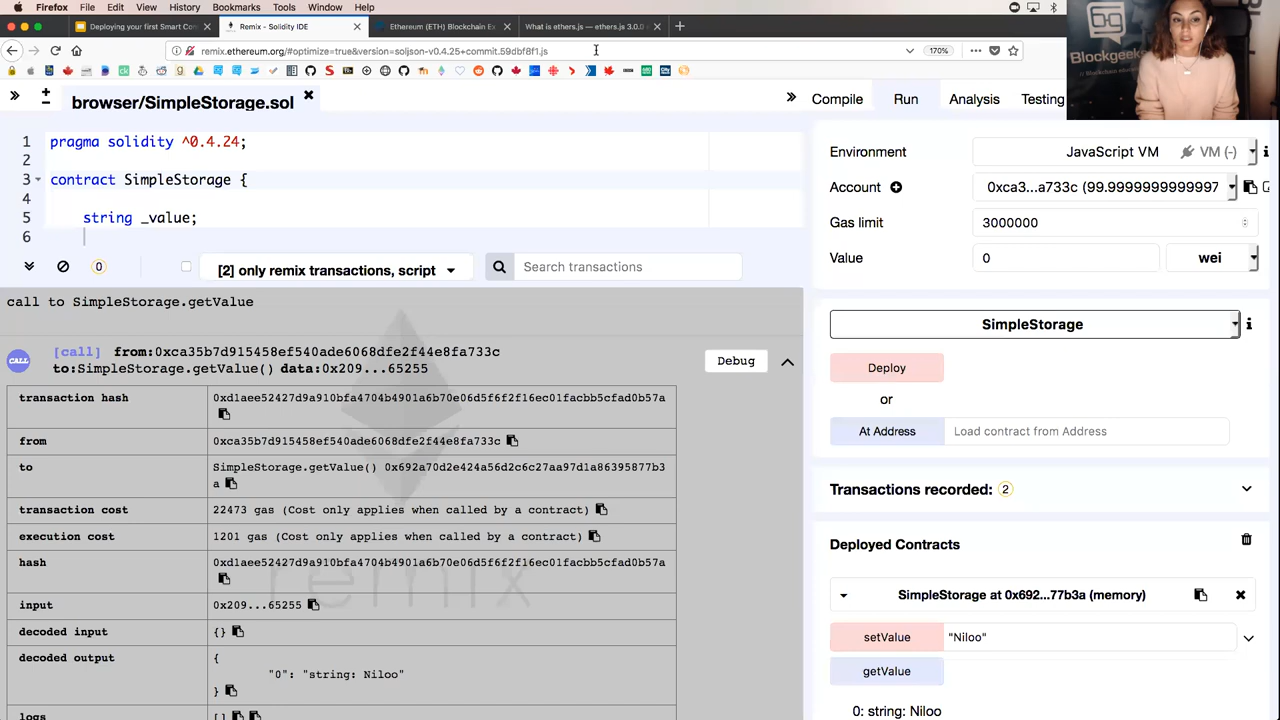 Firefox File Edit View History Bookmarks Tools Window Help
Deploying your first Smart Co
Remix - Solidity IDE
Ethereum (ETH) Blockchain Ex
What is ethers.js — ethers.js 3.0.0
remix.ethereum.org/#optimize=true&version=soljson-v0.4.25+commit.59dbf8f1.js
170%
Blockgeeks
browser/SimpleStorage.sol
Compile Run Analysis Testing
1 pragma solidity ^0.4.24;
2
3 contract SimpleStorage {
4
5 string _value;
6
0
[2] only remix transactions, script
Search transactions
call to SimpleStorage.getValue
CALL
[call] from:0xca35b7d915458ef540ade6068dfe2f44e8fa733c
to:SimpleStorage.getValue() data:0x209...65255
Debug
transaction hash 0xd1aee52427d9a910bfa4704b4901a6b70e06d5f6f2f16ec01facbb5cfad0b57a
from 0xca35b7d915458ef540ade6068dfe2f44e8fa733c
to SimpleStorage.getValue() 0x692a70d2e424a56d2c6c27aa97d1a86395877b3
a
transaction cost 22473 gas (Cost only applies when called by a contract)
execution cost 1201 gas (Cost only applies when called by a contract)
hash 0xd1aee52427d9a910bfa4704b4901a6b70e06d5f6f2f16ec01facbb5cfad0b57a
input 0x209...65255
decoded input {}
decoded output {
"0": "string: Niloo"
}
logs []
remix
Environment JavaScript VM VM (-)
Account 0xca3...a733c (99.9999999999997
Gas limit 3000000
Value 0 wei
SimpleStorage
Deploy
or
At Address Load contract from Address
Transactions recorded: 2
Deployed Contracts
SimpleStorage at 0x692...77b3a (memory)
setValue "Niloo"
getValue
0: string: Niloo